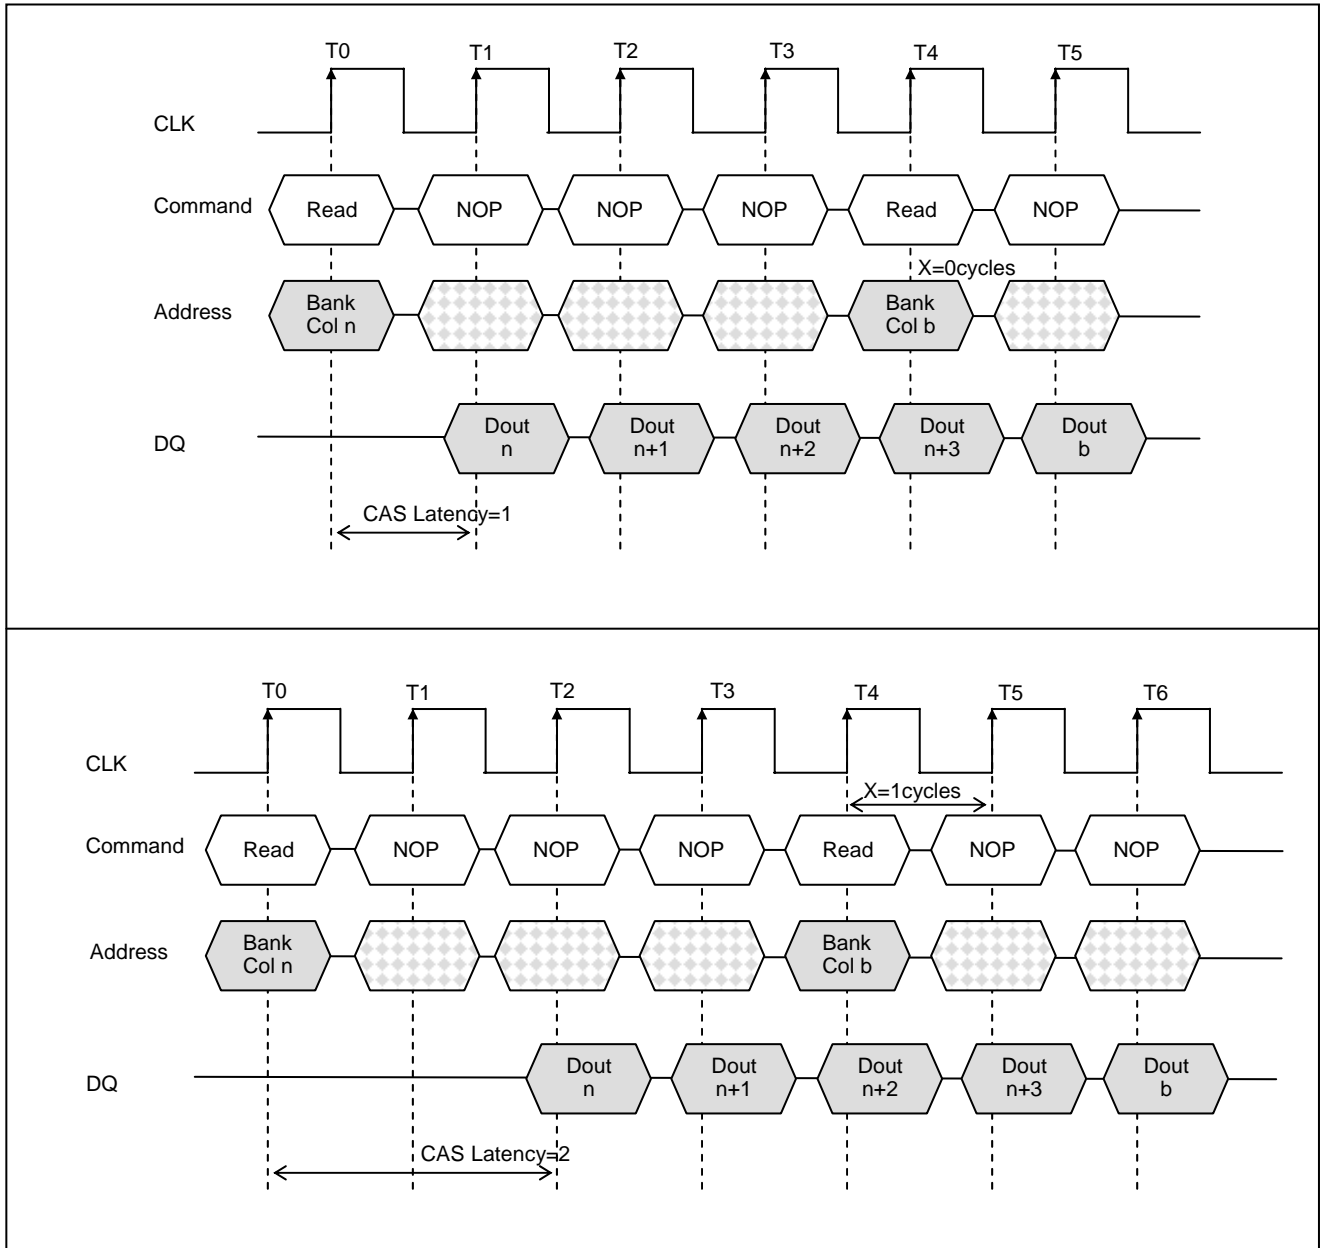 T0 T1 T2 T3 T4 T5
CLK
Command Read NOP NOP NOP Read NOP
X=0cycles
Address Bank Col n Bank Col b
DQ Dout n Dout n+1 Dout n+2 Dout n+3 Dout b
CAS Latency=1
T0 T1 T2 T3 T4 T5 T6
CLK
X=1cycles
Command Read NOP NOP NOP Read NOP NOP
Address Bank Col n Bank Col b
DQ Dout n Dout n+1 Dout n+2 Dout n+3 Dout b
CAS Latency=2